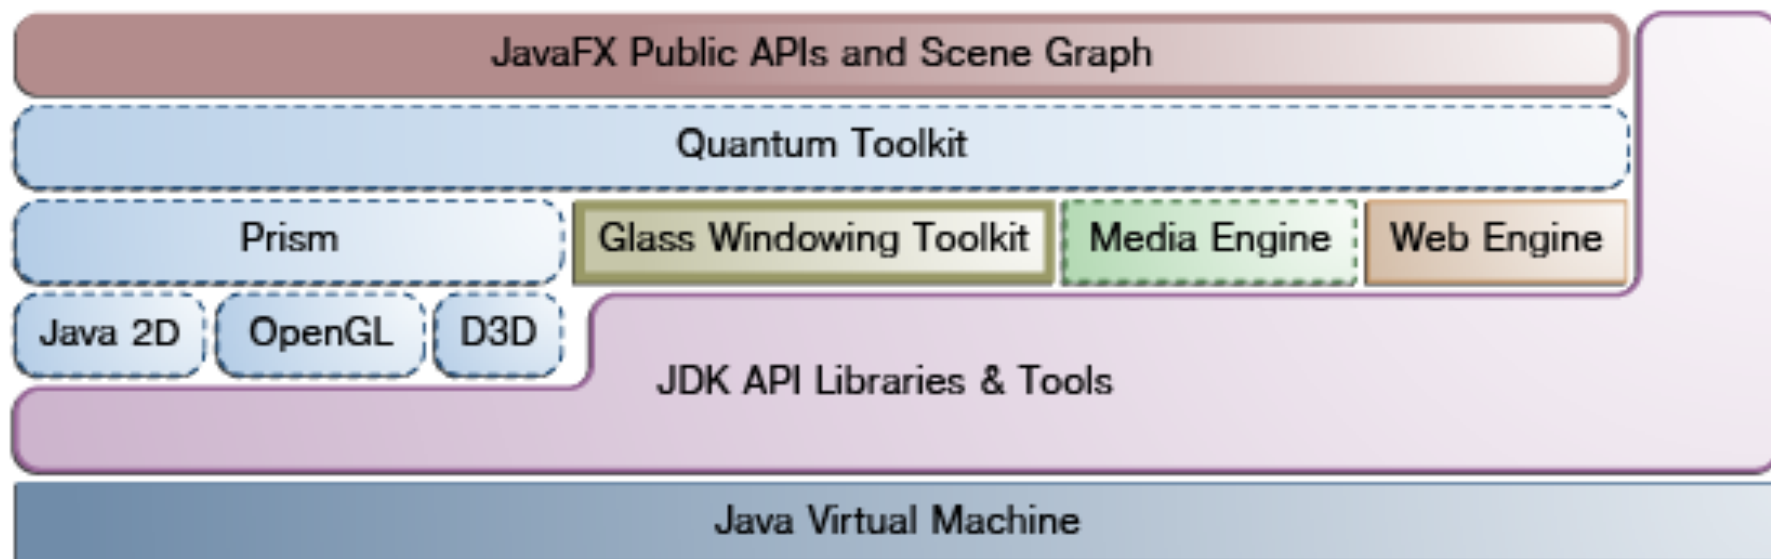 JavaFX Public APIs and Scene Graph
Quantum Toolkit
Prism
Glass Windowing Toolkit
Media Engine
Web Engine
Java 2D
OpenGL
D3D
JDK API Libraries & Tools
Java Virtual Machine